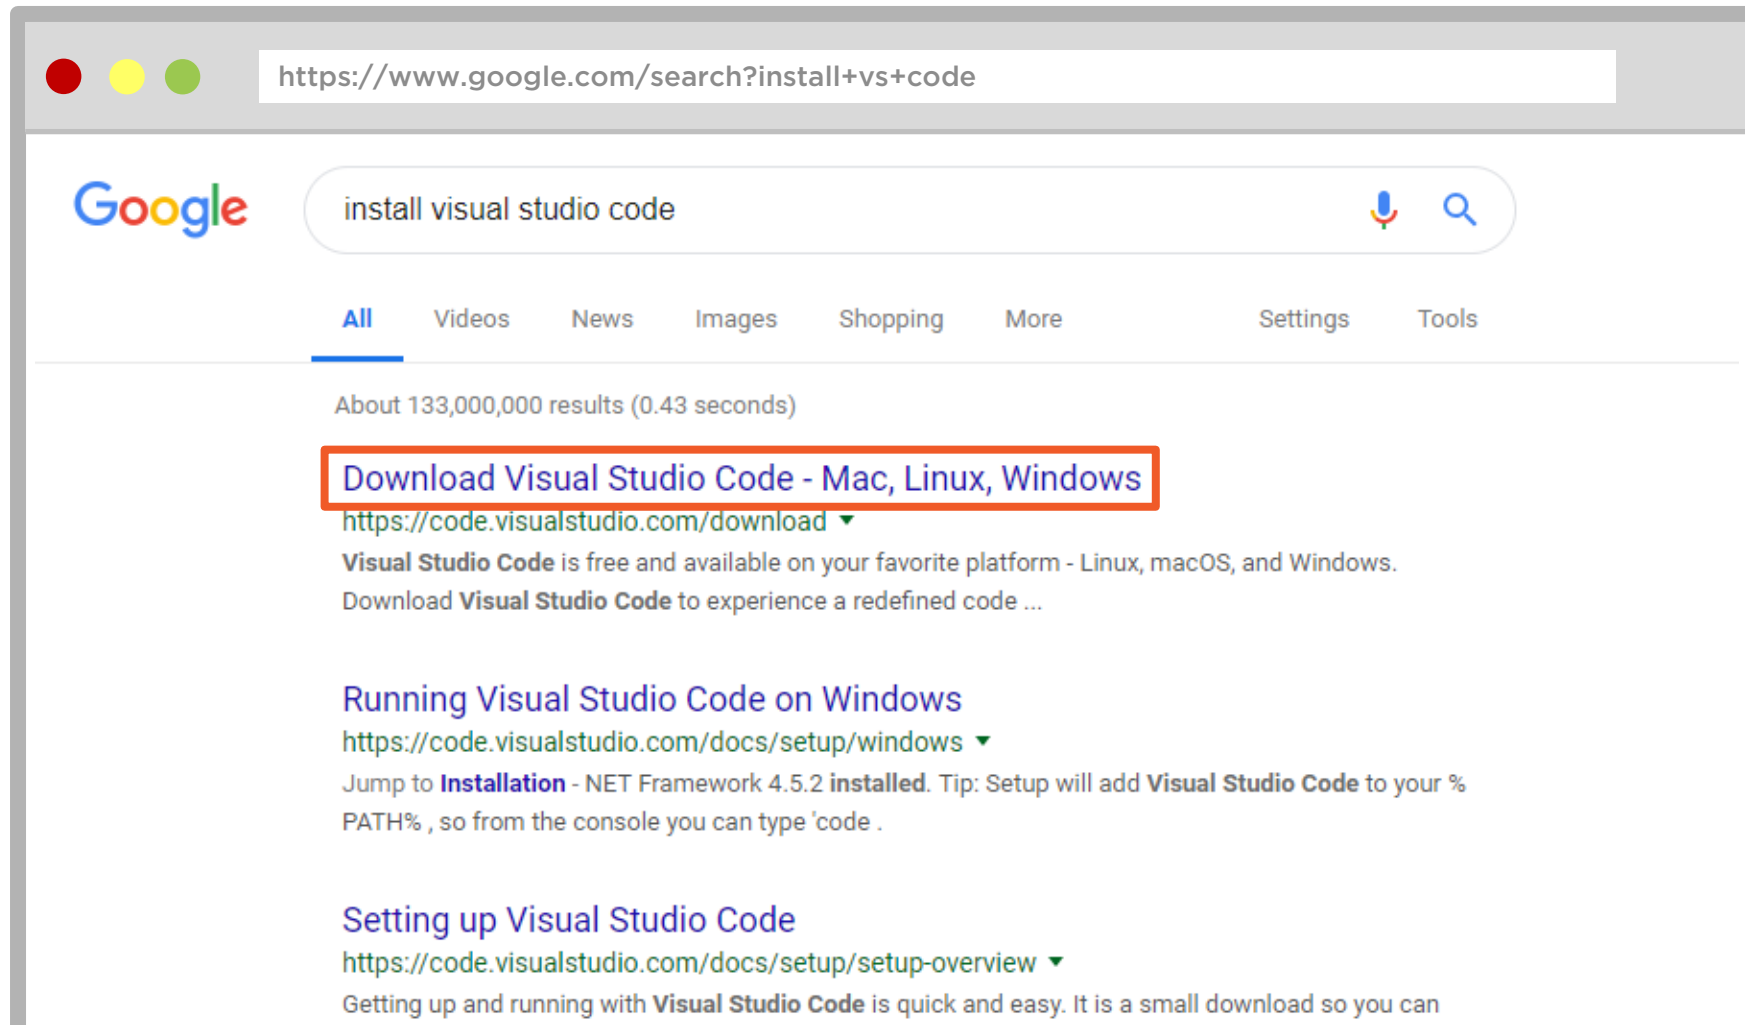 https://www.google.com/search?install+vs+code
Google
install visual studio code
All Videos News Images Shopping More Settings Tools
About 133,000,000 results (0.43 seconds)
Download Visual Studio Code - Mac, Linux, Windows
https://code.visualstudio.com/download
Visual Studio Code is free and available on your favorite platform - Linux, macOS, and Windows.
Download Visual Studio Code to experience a redefined code ...
Running Visual Studio Code on Windows
https://code.visualstudio.com/docs/setup/windows
Jump to Installation - NET Framework 4.5.2 installed. Tip: Setup will add Visual Studio Code to your %
PATH% , so from the console you can type 'code .
Setting up Visual Studio Code
https://code.visualstudio.com/docs/setup/setup-overview
Getting up and running with Visual Studio Code is quick and easy. It is a small download so you can